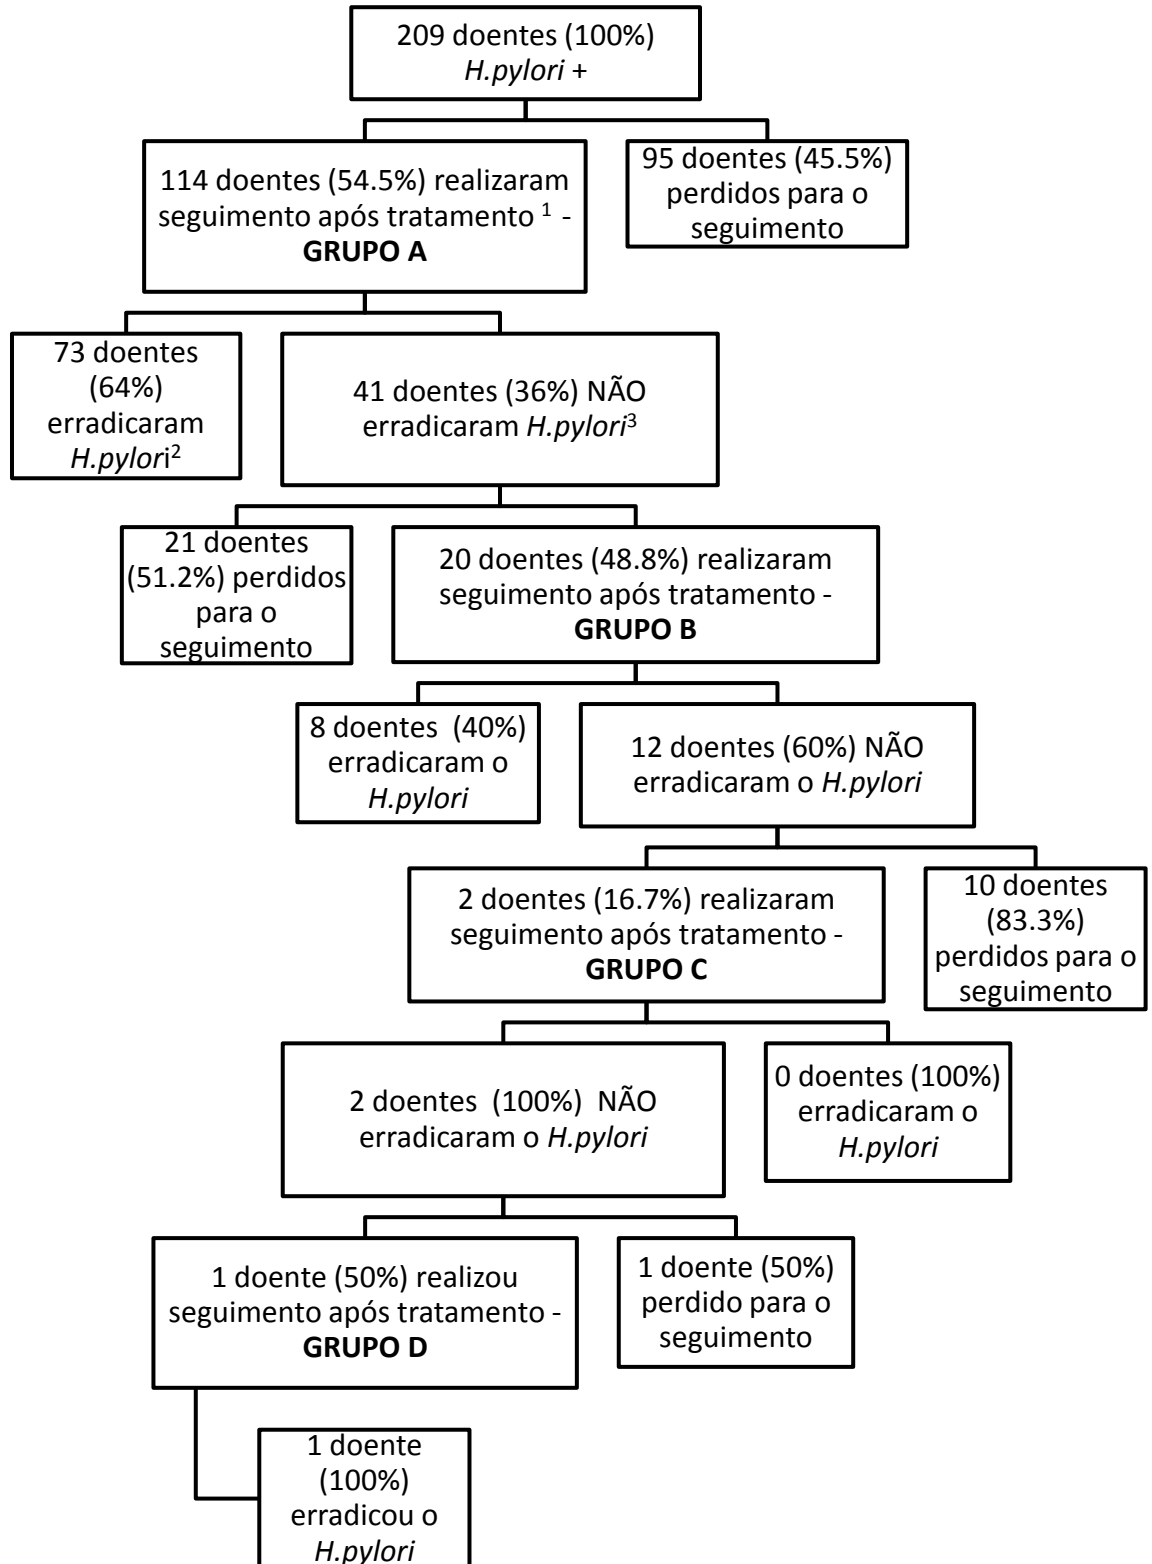 209 doentes (100%)
H.pylori +
114 doentes (54.5%) realizaram
seguimento após tratamento ¹ -
GRUPO A
95 doentes (45.5%)
perdidos para o
seguimento
73 doentes
(64%)
erradicaram
H.pylori²
41 doentes (36%) NÃO
erradicaram H.pylori³
21 doentes
(51.2%) perdidos
para o
seguimento
20 doentes (48.8%) realizaram
seguimento após tratamento -
GRUPO B
8 doentes (40%)
erradicaram o
H.pylori
12 doentes (60%) NÃO
erradicaram o H.pylori
2 doentes (16.7%) realizaram
seguimento após tratamento -
GRUPO C
10 doentes
(83.3%)
perdidos para o
seguimento
2 doentes (100%) NÃO
erradicaram o H.pylori
0 doentes (100%)
erradicaram o
H.pylori
1 doente (50%) realizou
seguimento após tratamento -
GRUPO D
1 doente (50%)
perdido para o
seguimento
1 doente
(100%)
erradicou o
H.pylori